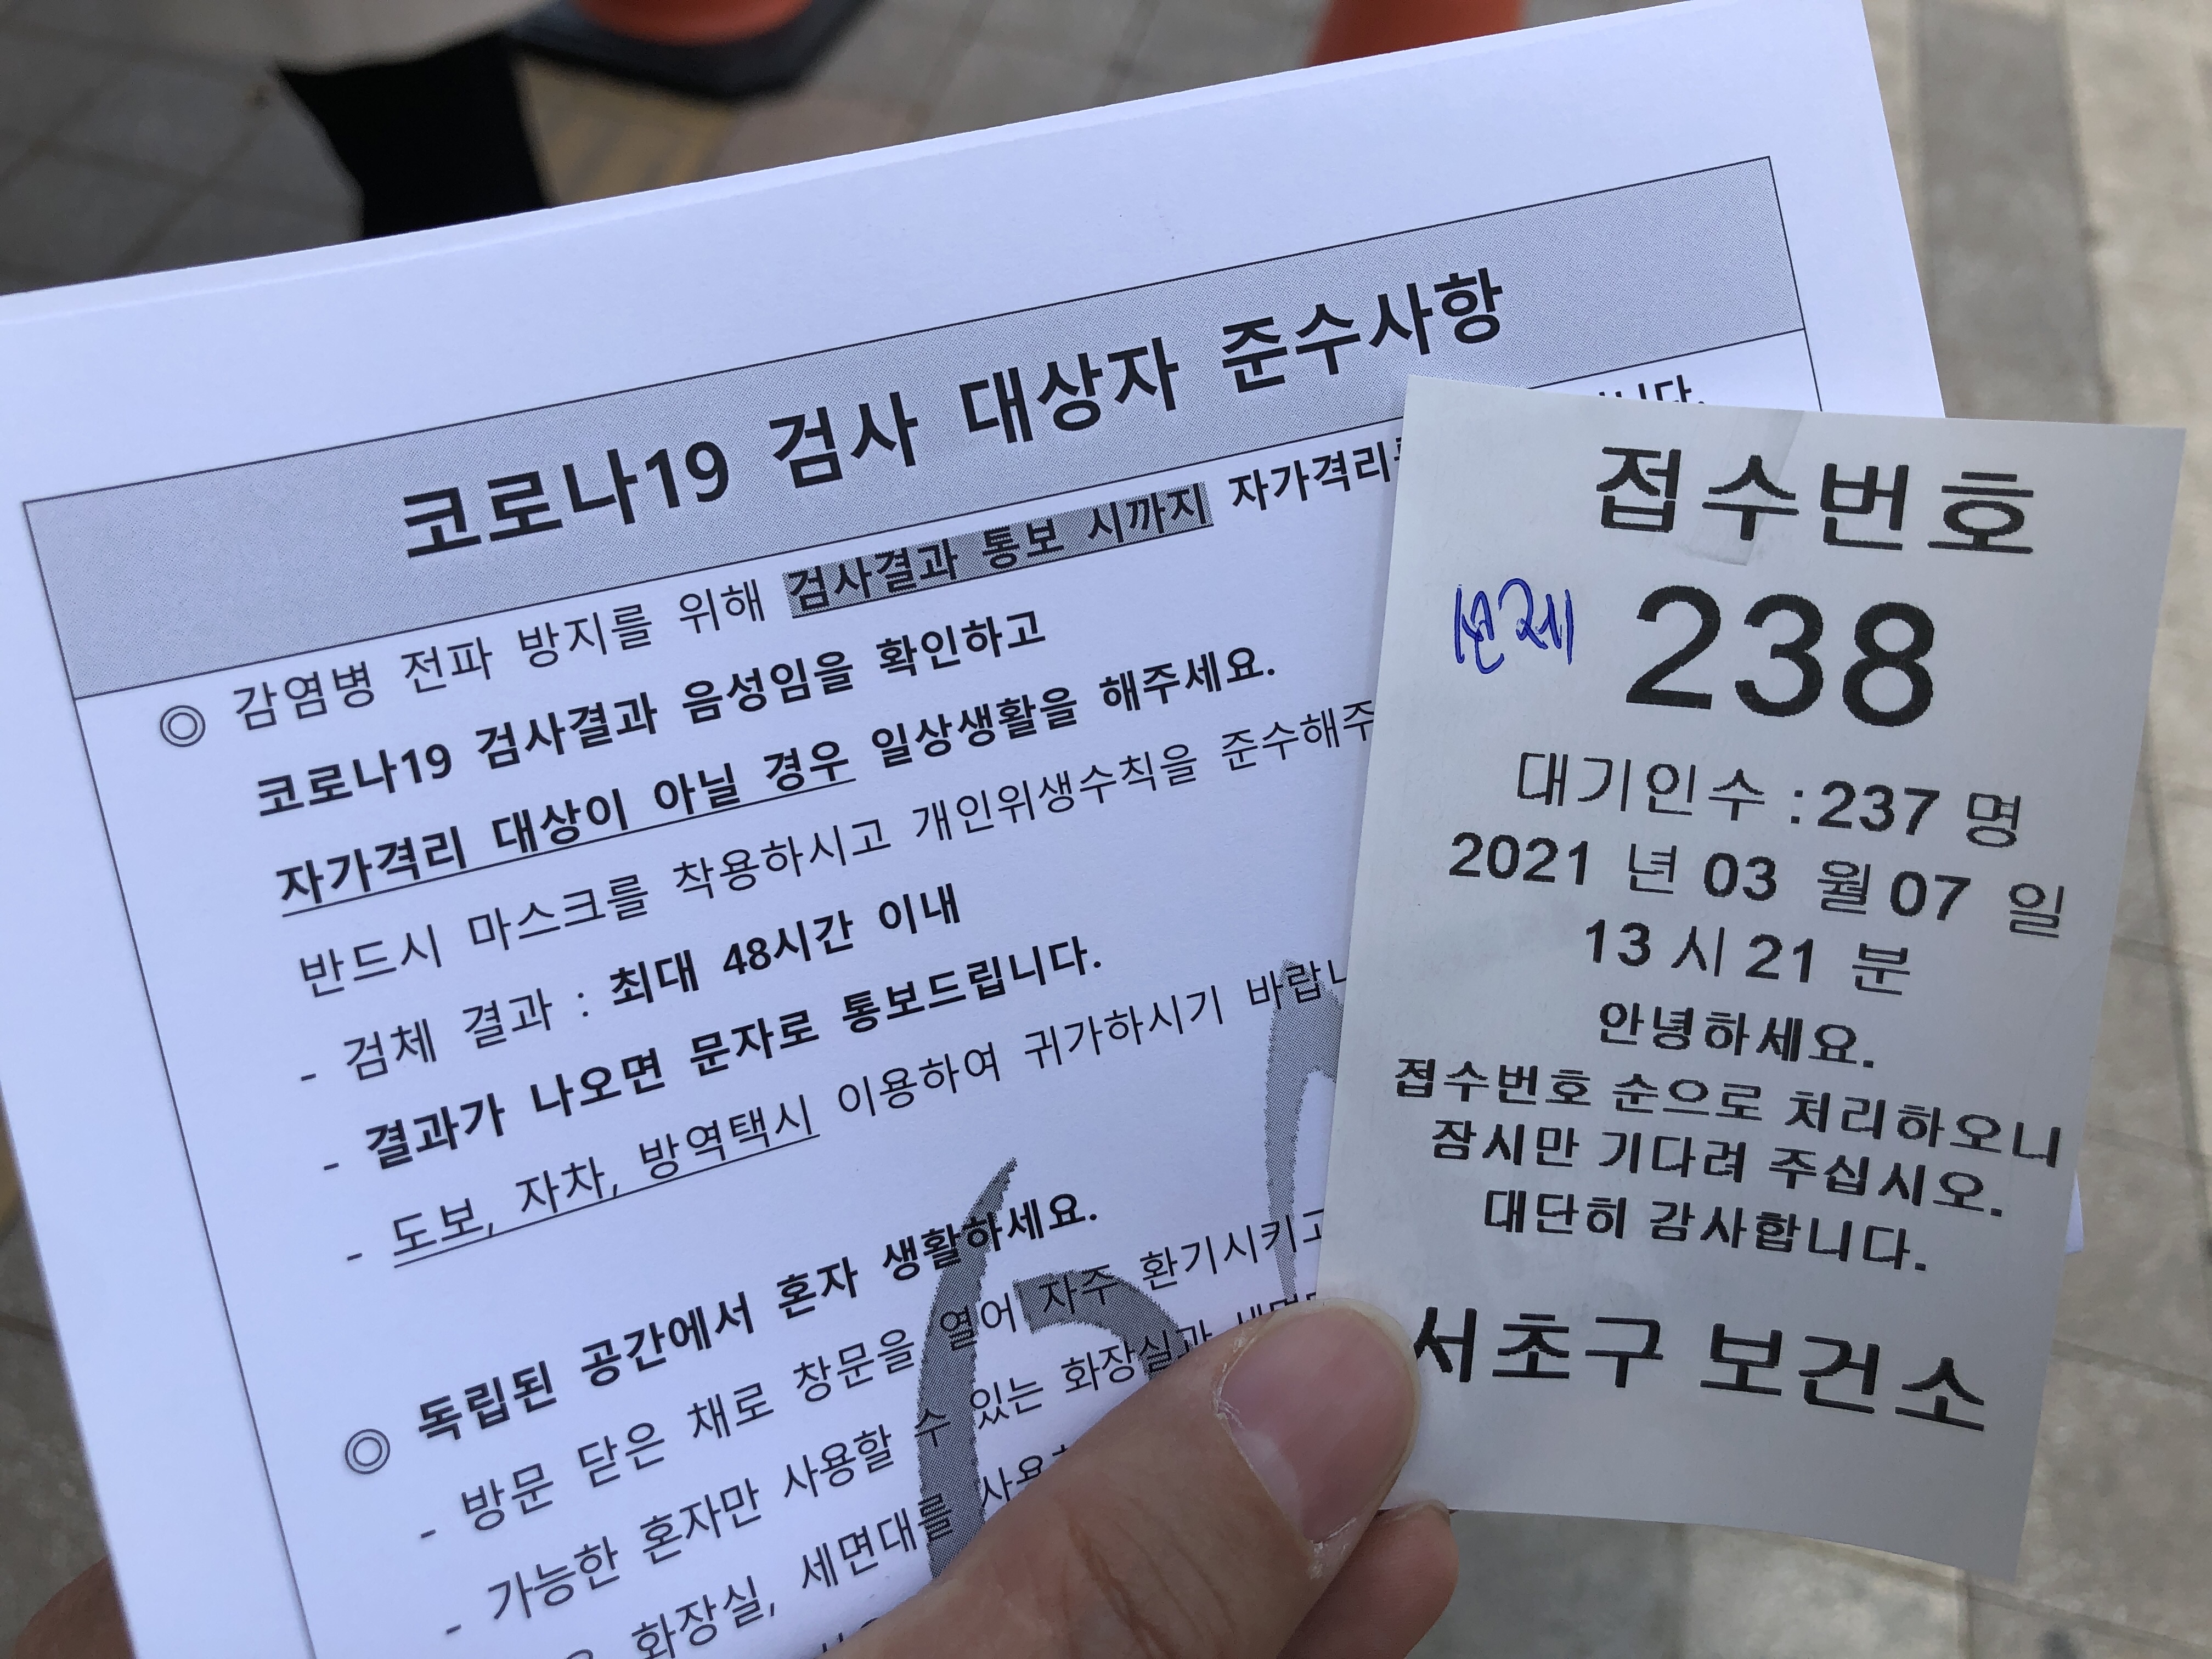 코로나19 검사 대상자 준수사항
◎ 감염병 전파 방지를 위해 검사결과 통보 시까지 자가격리
니다.
코로나19 검사결과 음성임을 확인하고
자가격리 대상이 아닐 경우 일상생활을 해주세요.
반드시 마스크를 착용하시고 개인위생수칙을 준수해주
- 검체 결과 : 최대 48시간 이내
- 결과가 나오면 문자로 통보드립니다.
- 도보, 자차, 방역택시 이용하여 귀가하시기 바랍니
◎ 독립된 공간에서 혼자 생활하세요.
- 방문 닫은 채로 창문을 열어 자주 환기시키고
- 가능한 혼자만 사용할 수 있는 화장실과 세면
화장실, 세면대를 사용
접수번호
238
대기인수 : 237 명
2021 년 03 월 07 일
13 시 21 분
안녕하세요.
접수번호 순으로 처리하오니
잠시만 기다려 주십시오.
대단히 감사합니다.
서초구 보건소